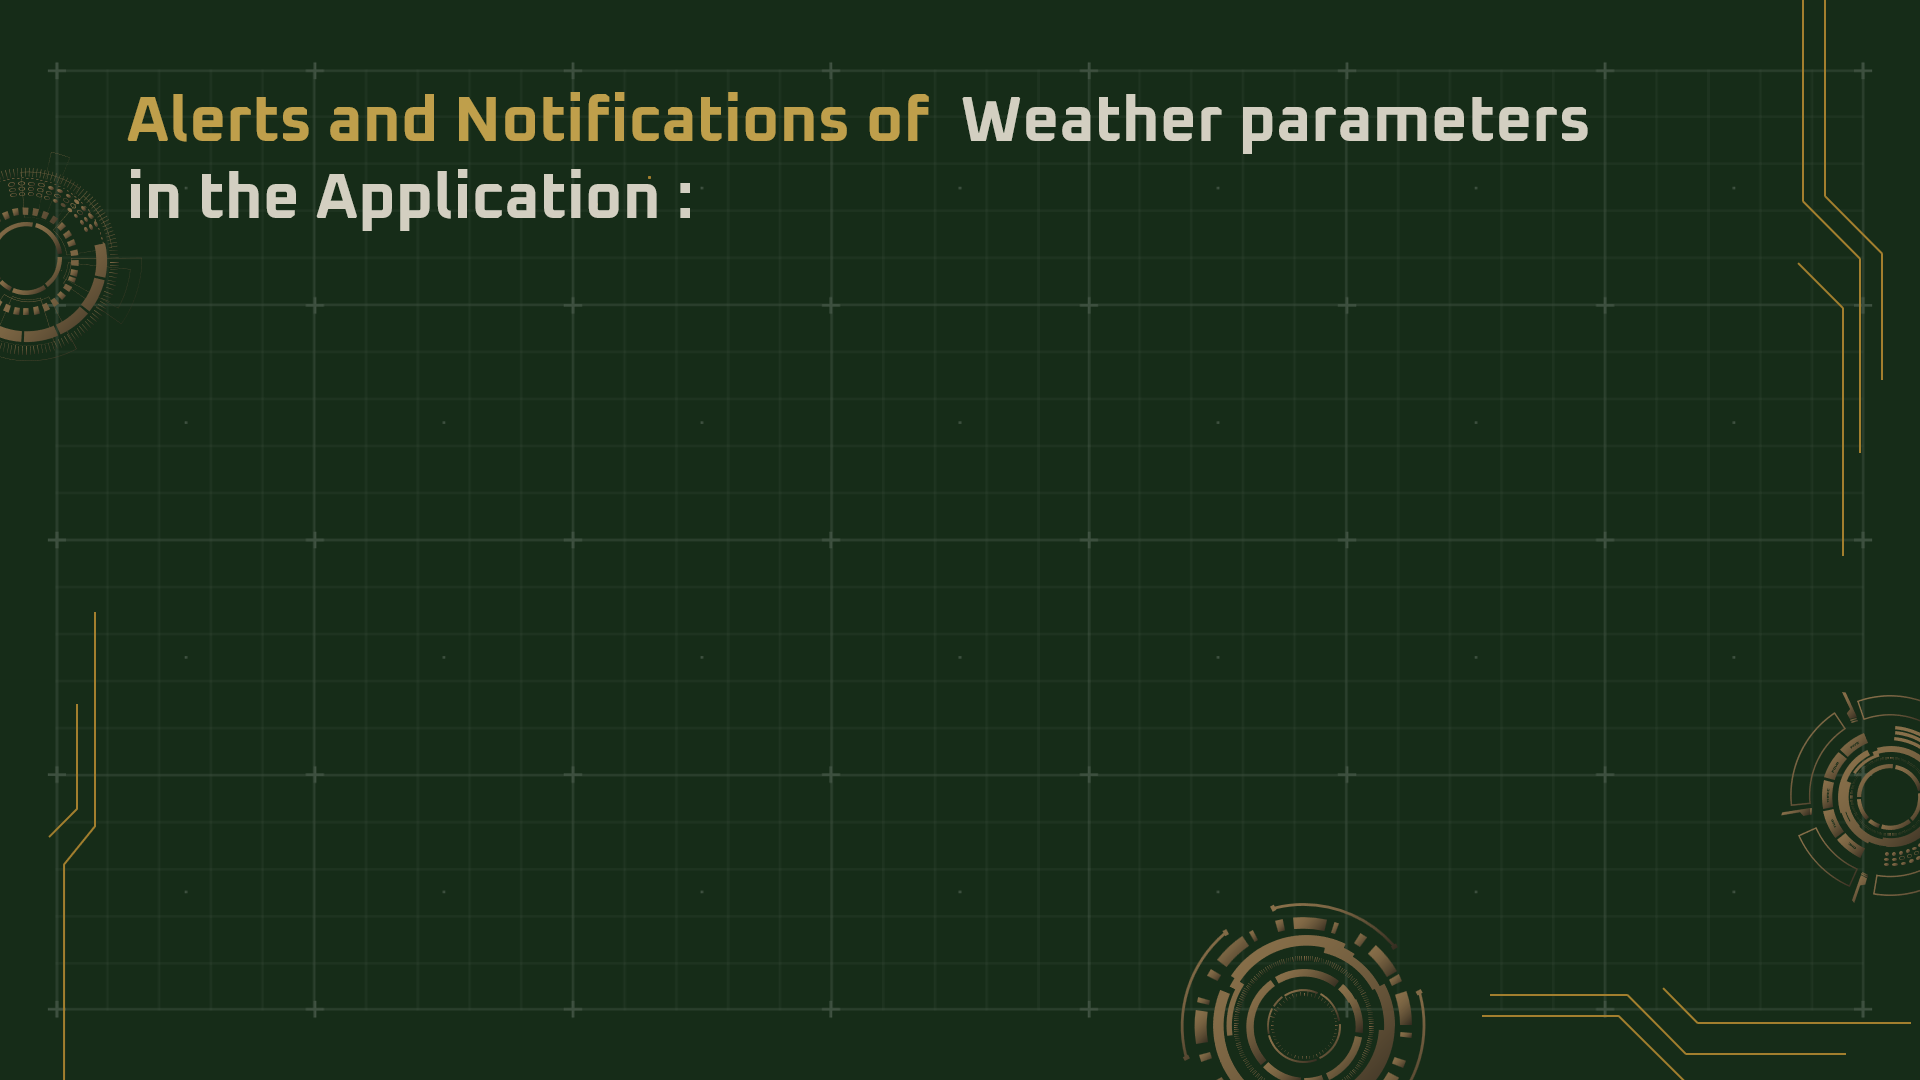 Alerts and Notifications of Weather parameters
in the Application :